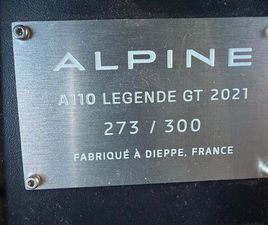 ALPINE
A110 LEGENDE GT 2021
273 / 300
FABRIQUÉ À DIEPPE, FRANCE